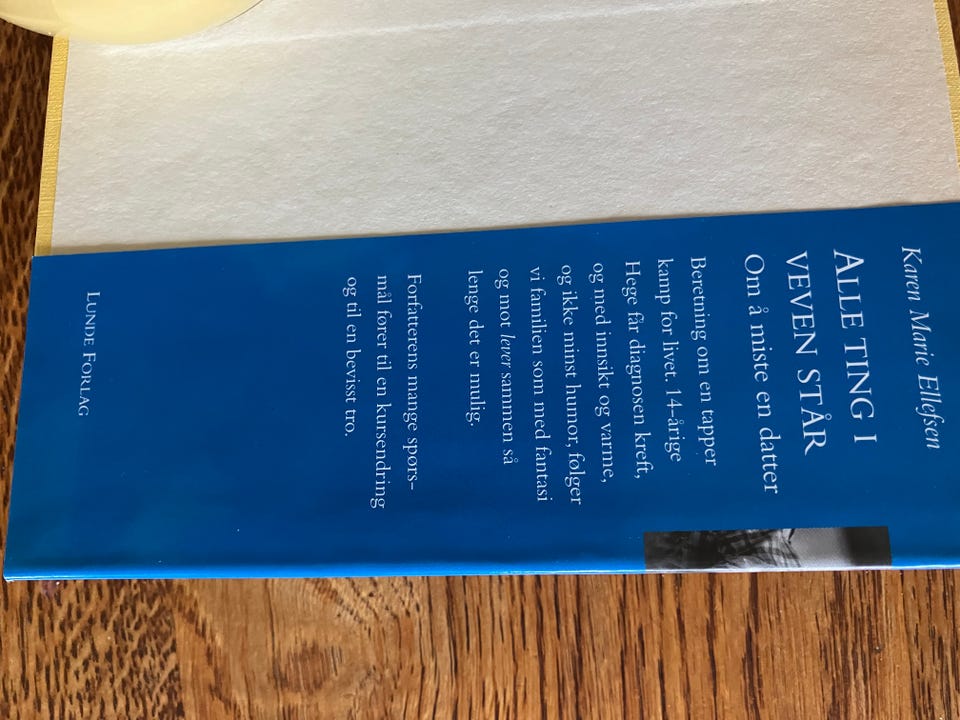 Karen Marie Ellefsen
ALLE TING I
VEVEN STÅR
Om å miste en datter
Beretning om en tapper
kamp for livet. 14-årige
Hege får diagnosen kreft,
og med innsikt og varme,
og ikke minst humor, følger
vi familien som med fantasi
og mot lever sammen så
lenge det er mulig.
Forfatterens mange spørs-
mål fører til en kursendring
og til en bevisst tro.
LUNDE FORLAG